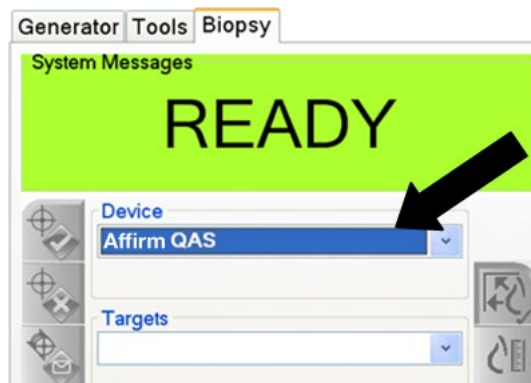 Generator Tools Biopsy
System Messages
READY
Device
Affirm QAS
Targets